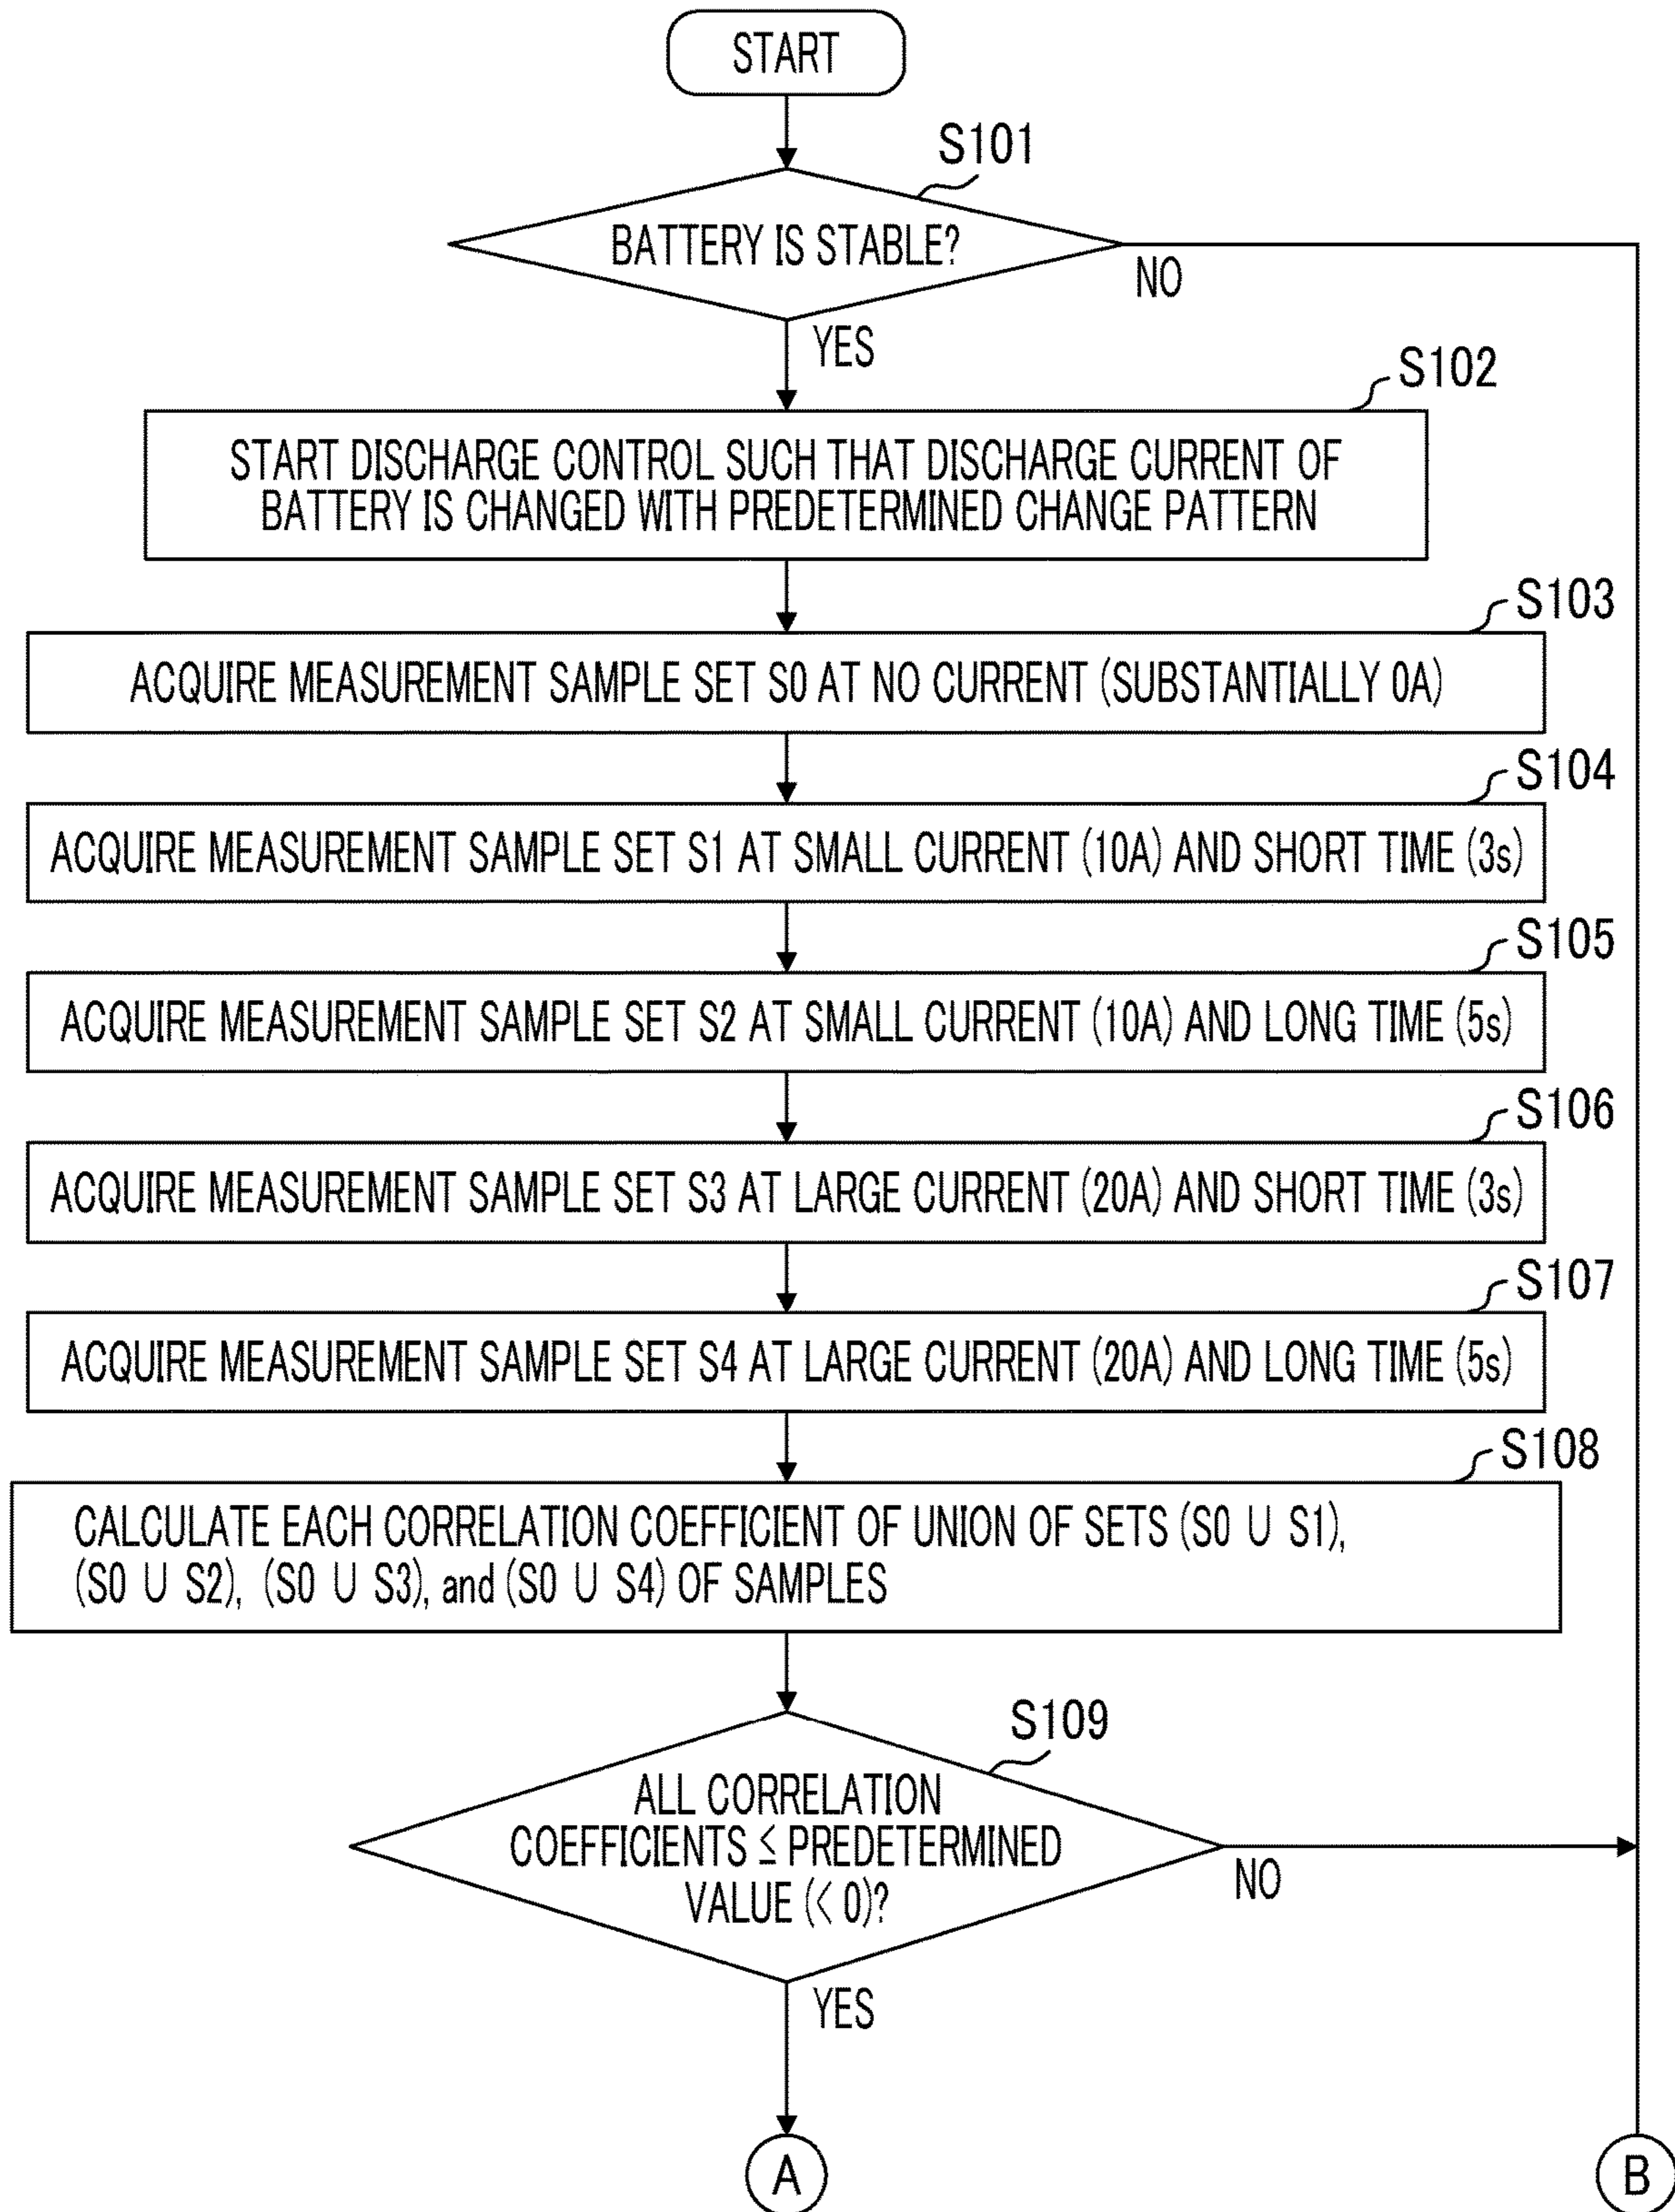 START
S101
BATTERY IS STABLE?
NO
YES
S102
START DISCHARGE CONTROL SUCH THAT DISCHARGE CURRENT OF
BATTERY IS CHANGED WITH PREDETERMINED CHANGE PATTERN
S103
ACQUIRE MEASUREMENT SAMPLE SET S0 AT NO CURRENT (SUBSTANTIALLY 0A)
S104
ACQUIRE MEASUREMENT SAMPLE SET S1 AT SMALL CURRENT (10A) AND SHORT TIME (3s)
S105
ACQUIRE MEASUREMENT SAMPLE SET S2 AT SMALL CURRENT (10A) AND LONG TIME (5s)
S106
ACQUIRE MEASUREMENT SAMPLE SET S3 AT LARGE CURRENT (20A) AND SHORT TIME (3s)
S107
ACQUIRE MEASUREMENT SAMPLE SET S4 AT LARGE CURRENT (20A) AND LONG TIME (5s)
S108
CALCULATE EACH CORRELATION COEFFICIENT OF UNION OF SETS (S0 ∪ S1),
(S0 ∪ S2), (S0 ∪ S3), and (S0 ∪ S4) OF SAMPLES
S109
ALL CORRELATION
COEFFICIENTS ≤ PREDETERMINED
VALUE (< 0)?
NO
YES
A
B